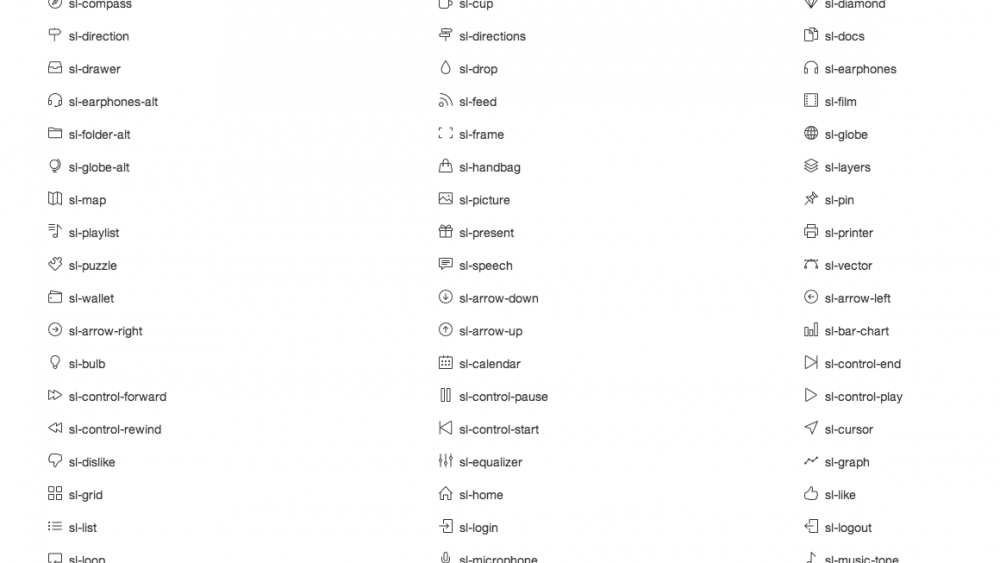 sl-compass sl-cup sl-diamond
sl-direction sl-directions sl-docs
sl-drawer sl-drop sl-earphones
sl-earphones-alt sl-feed sl-film
sl-folder-alt sl-frame sl-globe
sl-globe-alt sl-handbag sl-layers
sl-map sl-picture sl-pin
sl-playlist sl-present sl-printer
sl-puzzle sl-speech sl-vector
sl-wallet sl-arrow-down sl-arrow-left
sl-arrow-right sl-arrow-up sl-bar-chart
sl-bulb sl-calendar sl-control-end
sl-control-forward sl-control-pause sl-control-play
sl-control-rewind sl-control-start sl-cursor
sl-dislike sl-equalizer sl-graph
sl-grid sl-home sl-like
sl-list sl-login sl-logout
sl-loop sl-microphone sl-music-tone